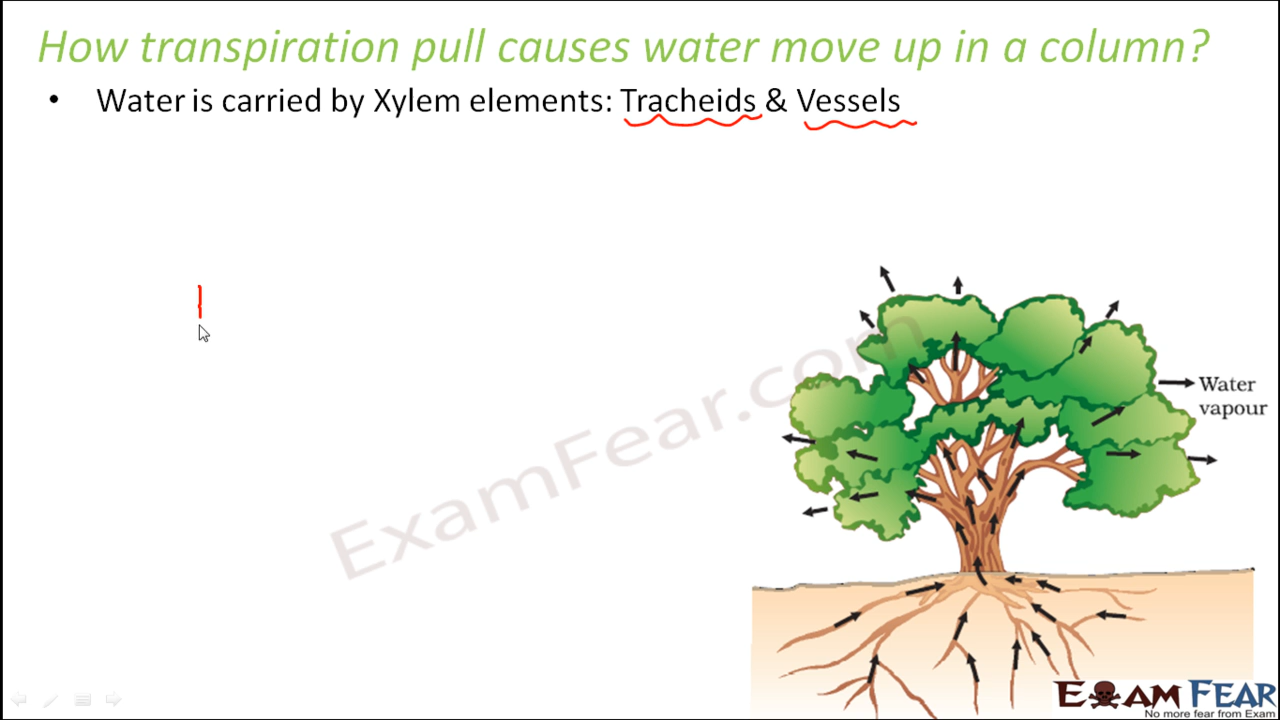 How transpiration pull causes water move up in a column?
• Water is carried by Xylem elements: Tracheids & Vessels
Water
vapour
ExamFear.com
EXAM FEAR
No more fear from Exam